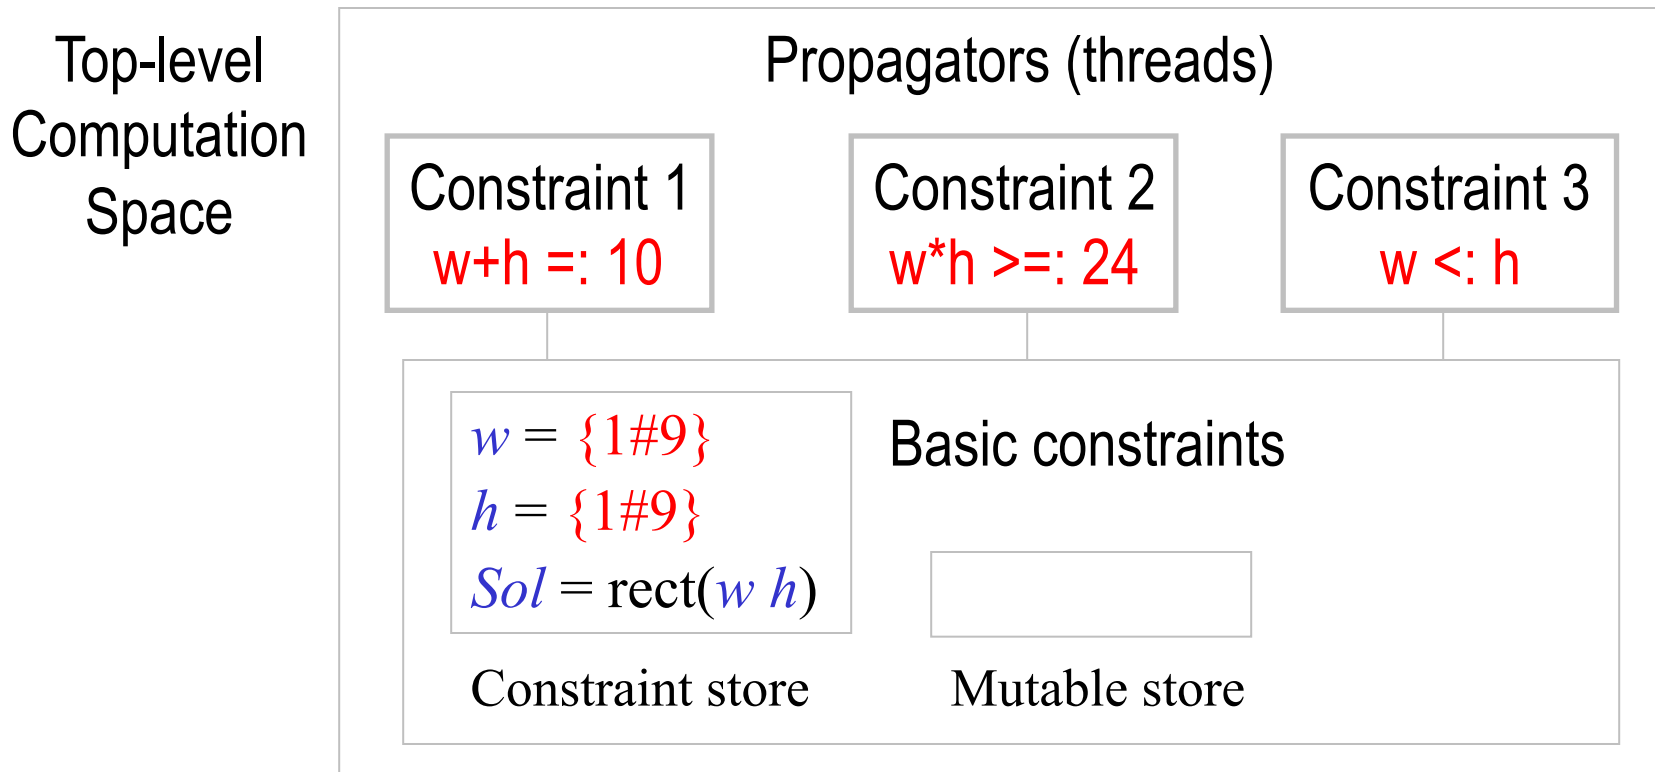 Top-level
Computation
Space
Propagators (threads)
Constraint 1
w+h =: 10
Constraint 2
w*h >=: 24
Constraint 3
w <: h
w = {1#9}
h = {1#9}
Sol = rect(w h)
Basic constraints
Constraint store
Mutable store